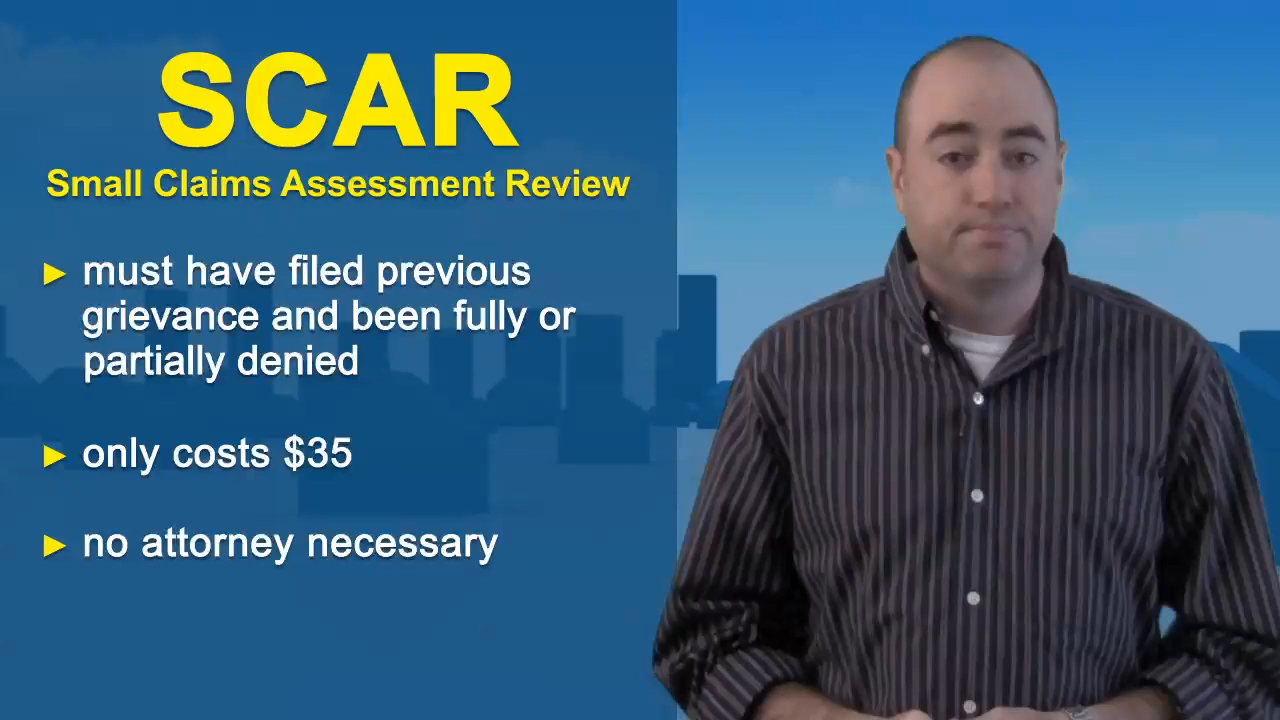 SCAR
Small Claims Assessment Review
► must have filed previous
grievance and been fully or
partially denied
► only costs $35
► no attorney necessary